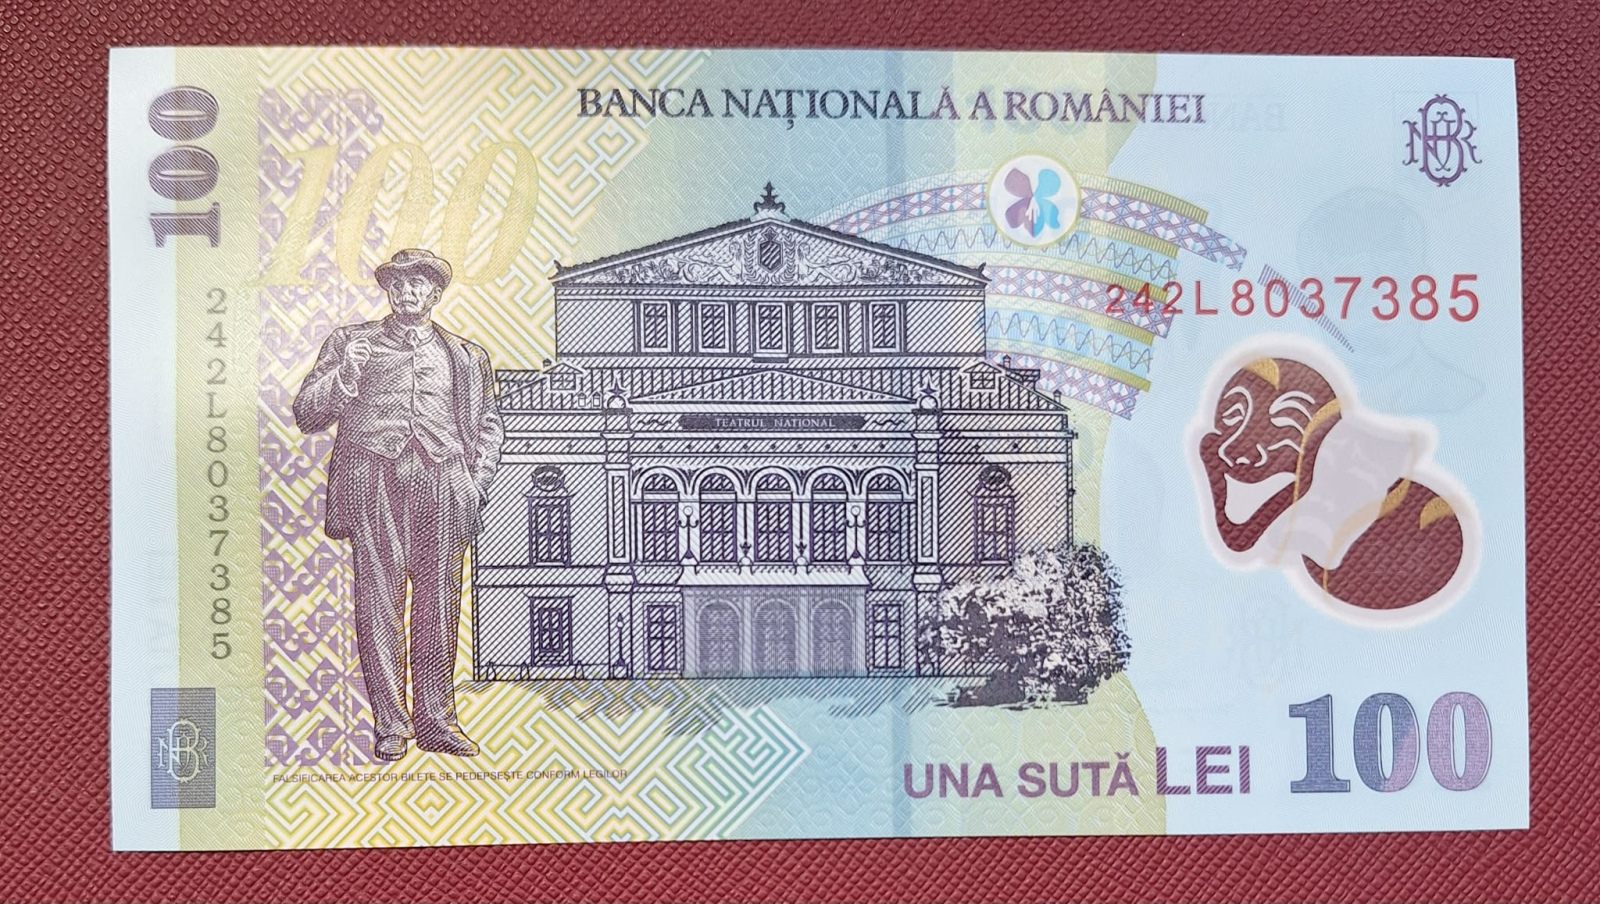 BANCA NAȚIONALĂ A ROMÂNIEI
100
100
242L8037385
242L8037385
TEATRUL NATIONAL
FALSIFICAREA ACESTOR BILETE SE PEDEPSEȘTE CONFORM LEGILOR
UNA SUTĂ LEI 100